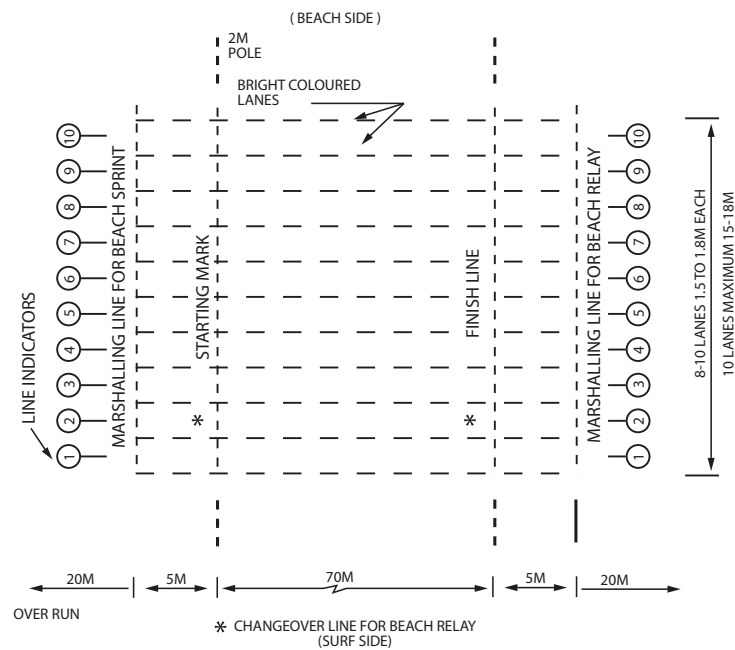 ( BEACH SIDE )
2M
POLE
BRIGHT COLOURED
LANES
10
9
8
7
6
5
4
3
2
1
LINE INDICATORS
MARSHALLING LINE FOR BEACH SPRINT
STARTING MARK
*
FINISH LINE
*
MARSHALLING LINE FOR BEACH RELAY
10
9
8
7
6
5
4
3
2
1
8-10 LANES 1.5 TO 1.8M EACH
10 LANES MAXIMUM 15-18M
20M
5M
70M
5M
20M
OVER RUN
* CHANGEOVER LINE FOR BEACH RELAY
(SURF SIDE)